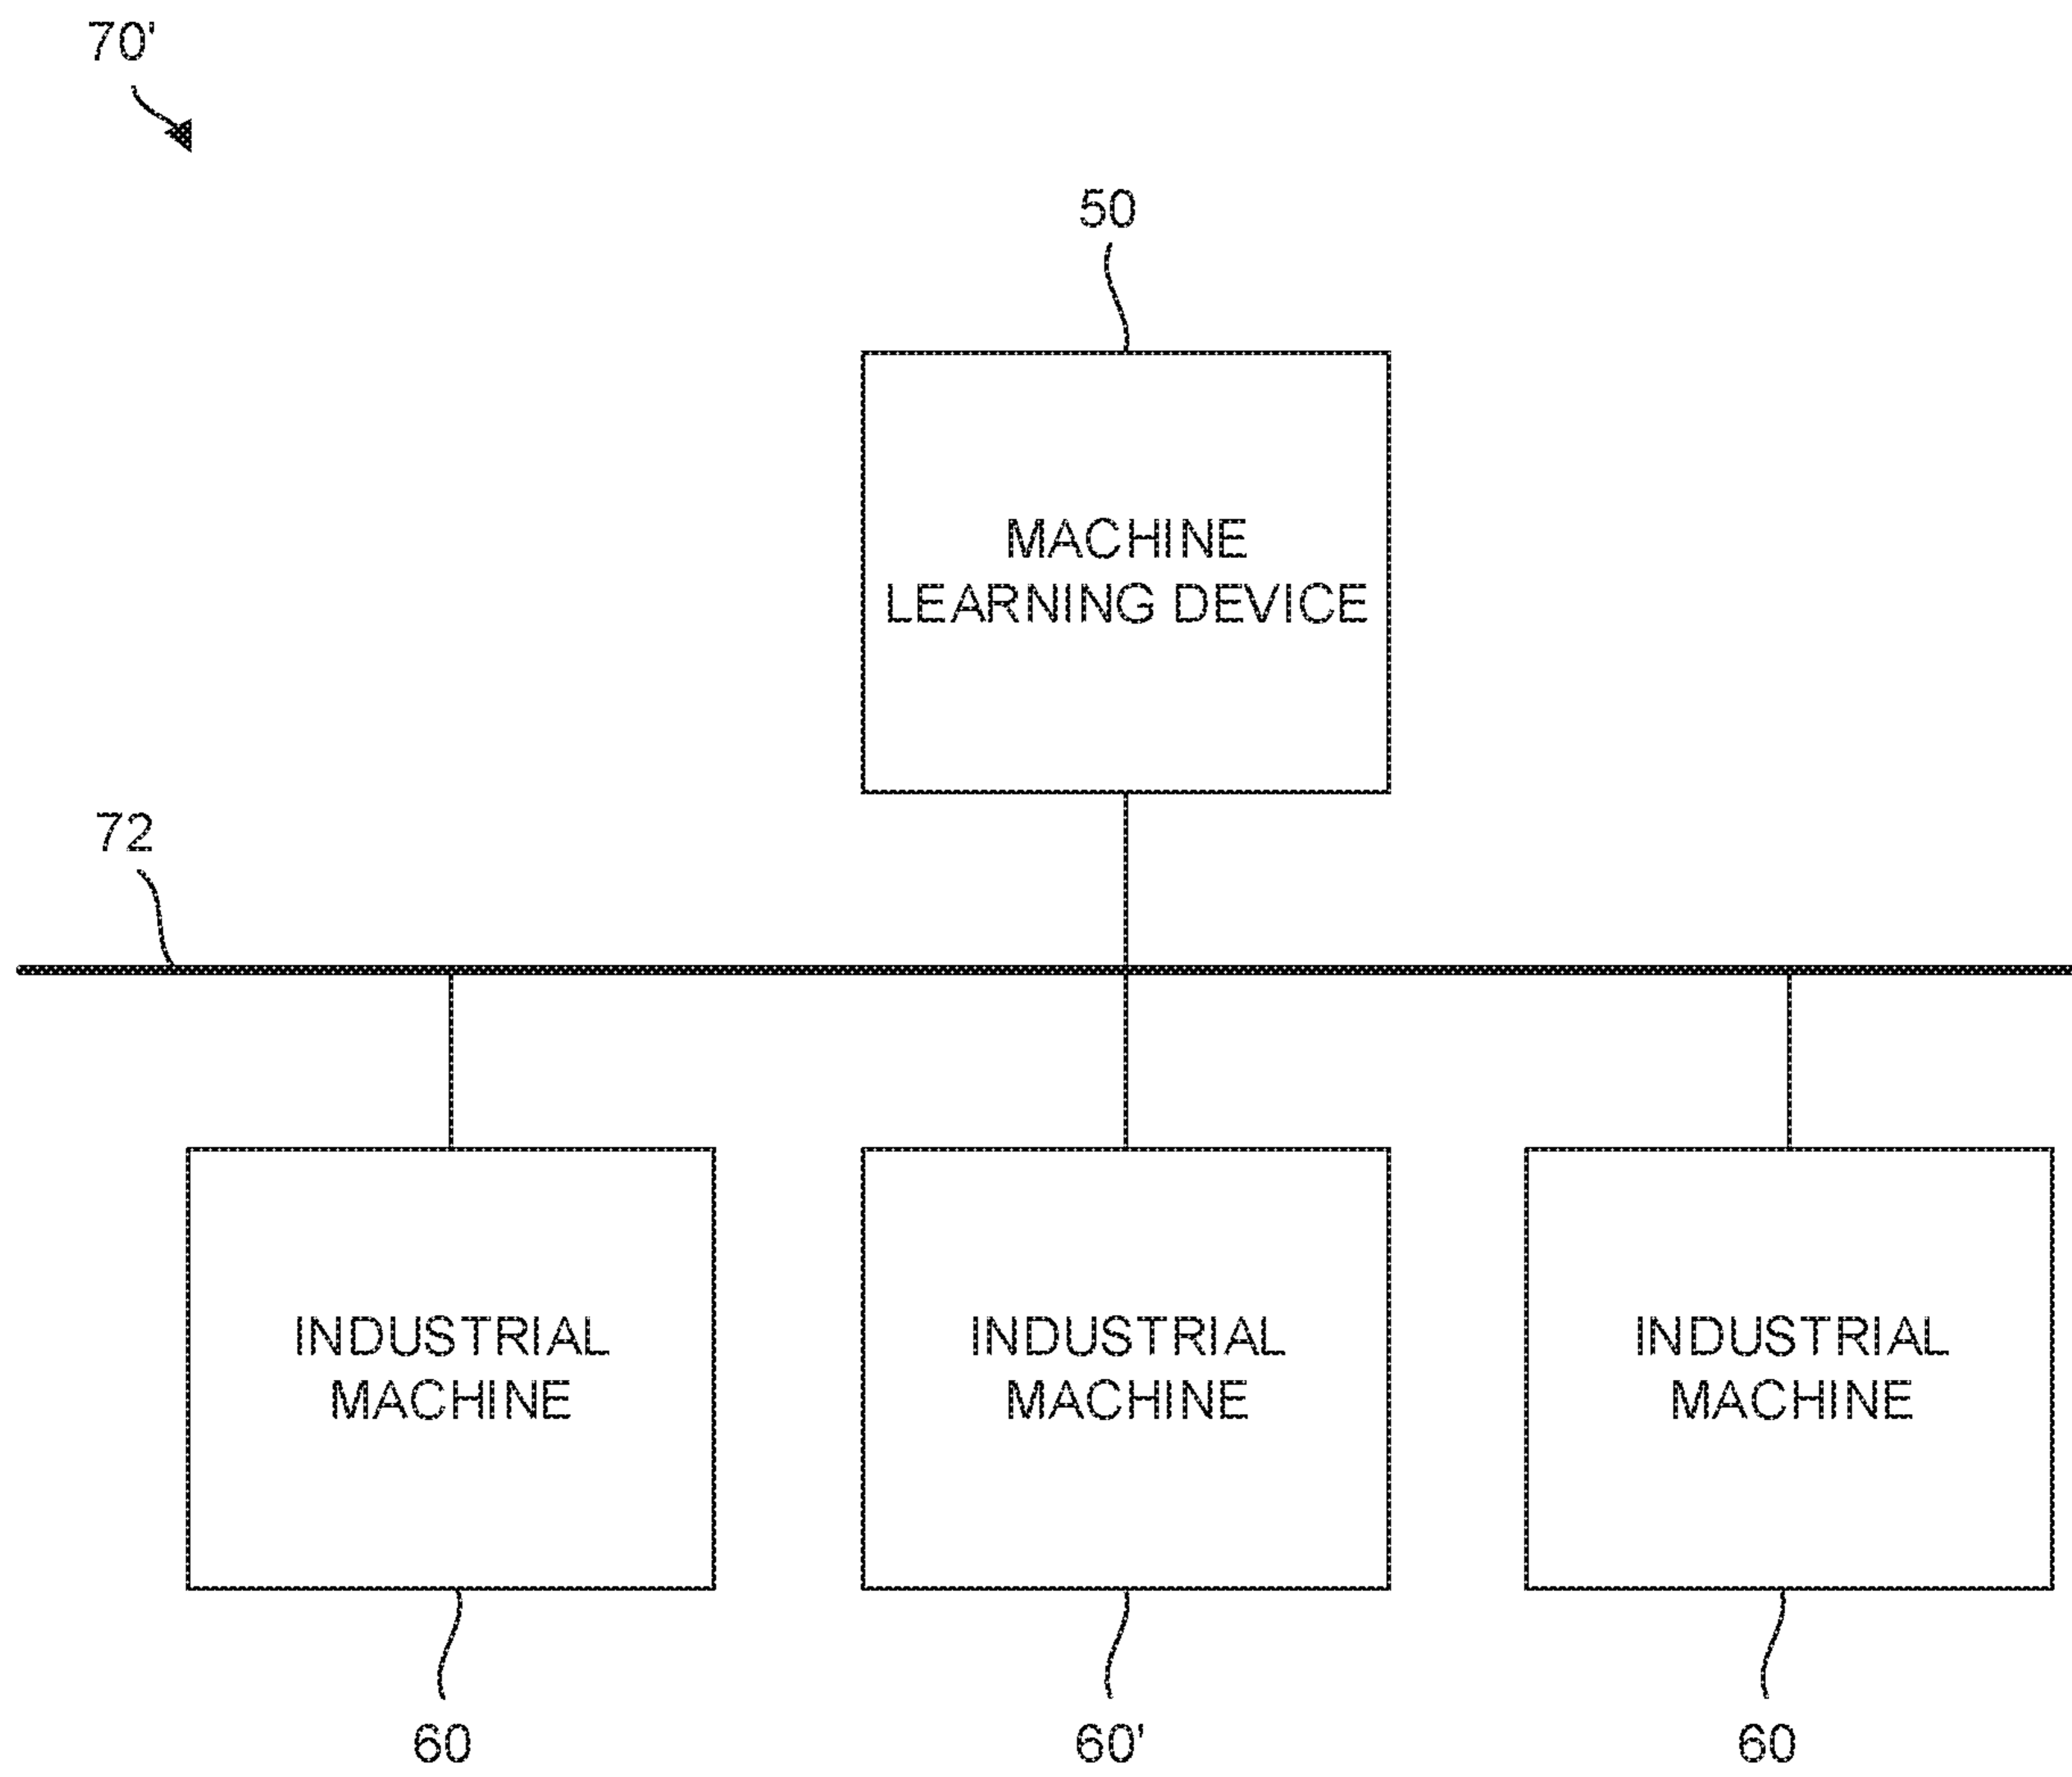 70'
50
MACHINE
LEARNING DEVICE
72
INDUSTRIAL
MACHINE
INDUSTRIAL
MACHINE
INDUSTRIAL
MACHINE
60
60'
60